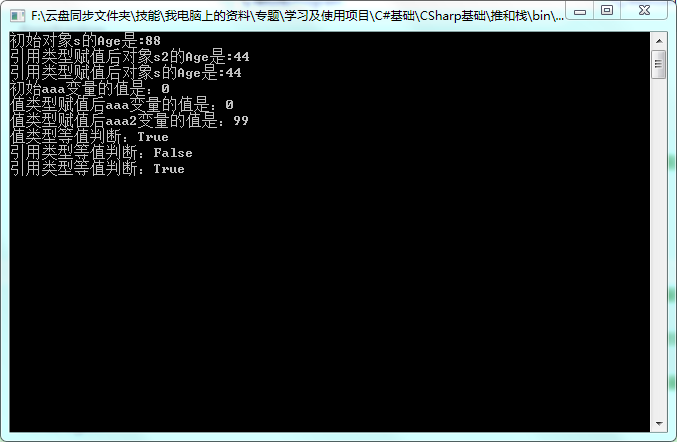 F:\云盘同步文件夹\技能\我电脑上的资料\专题\学习及使用项目\C#基础\CSharp基础\推和栈\bin\...
初始对象s的Age是:88
引用类型赋值后对象s2的Age是:44
引用类型赋值后对象s的Age是:44
初始aaa变量的值是：0
值类型赋值后aaa变量的值是：0
值类型赋值后aaa2变量的值是：99
值类型等值判断：True
引用类型等值判断：False
引用类型等值判断：True